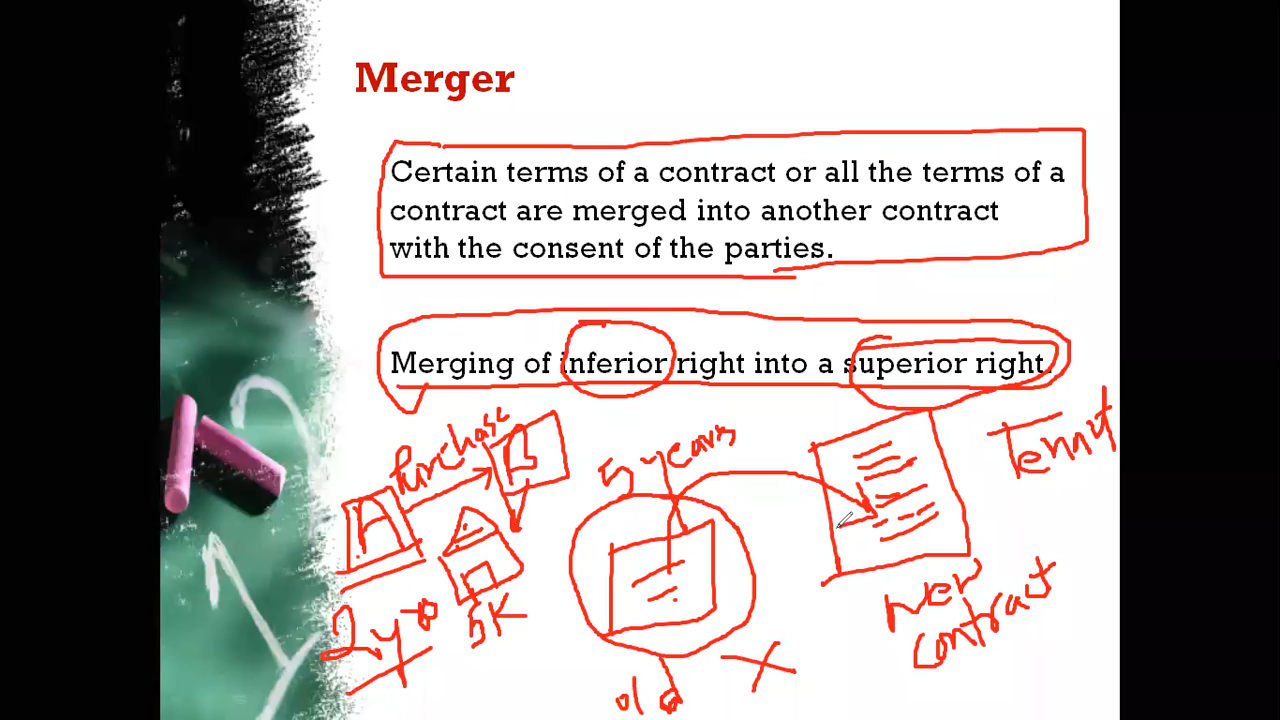 Merger
Certain terms of a contract or all the terms of a
contract are merged into another contract
with the consent of the parties.
Merging of inferior right into a superior right.
Purchase
B
5 years
Tennit
A
5K
2yr
old
X
new
contract